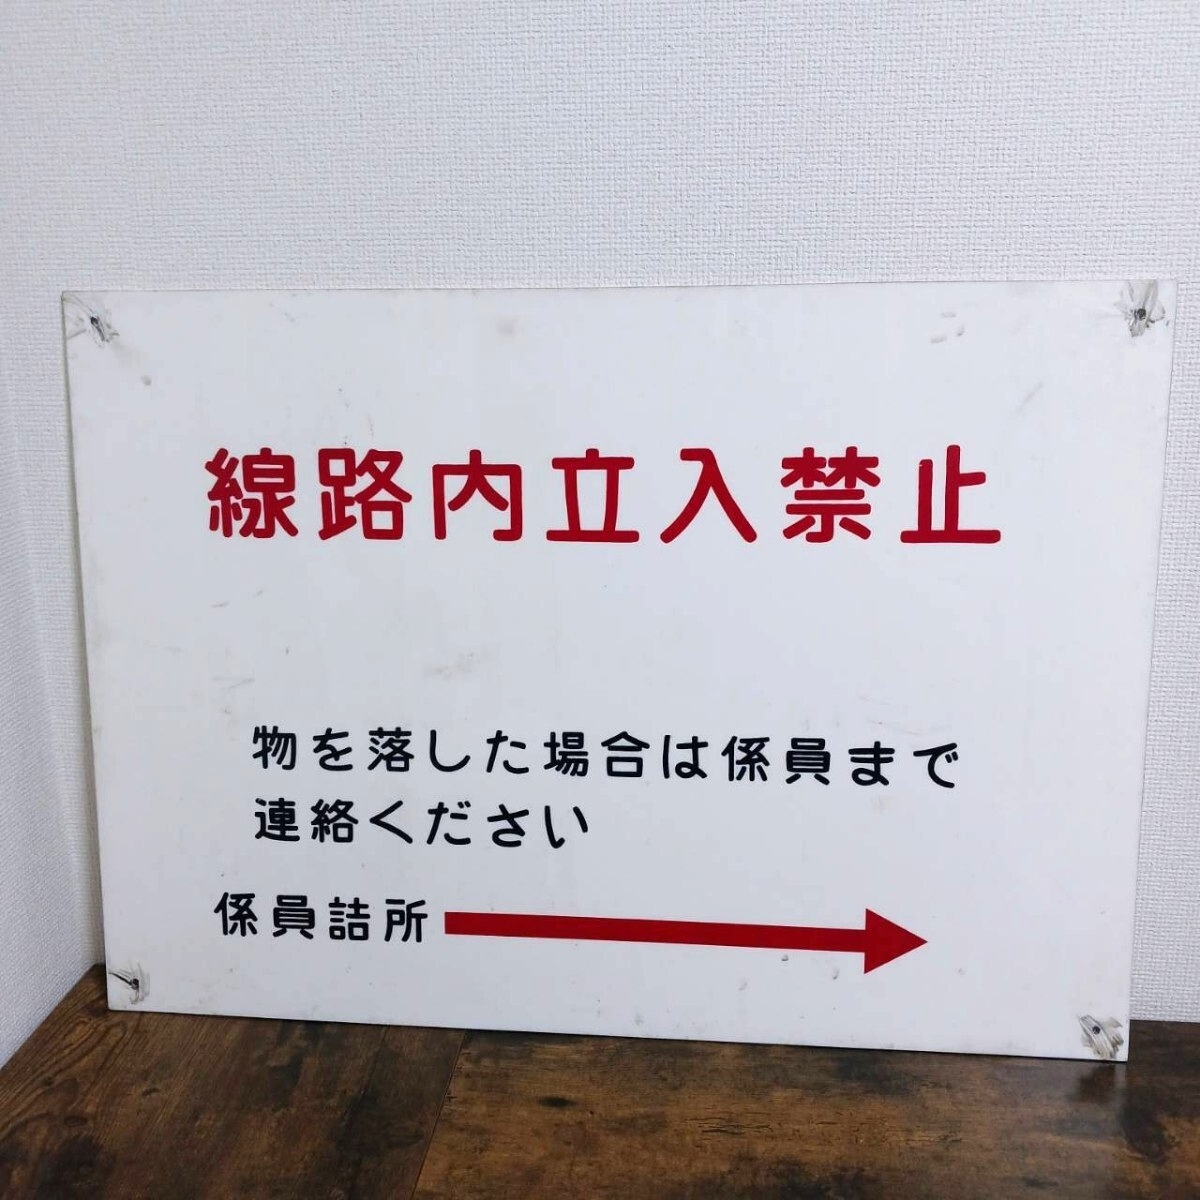 線路内立入禁止
物を落した場合は係員まで
連絡ください
係員詰所